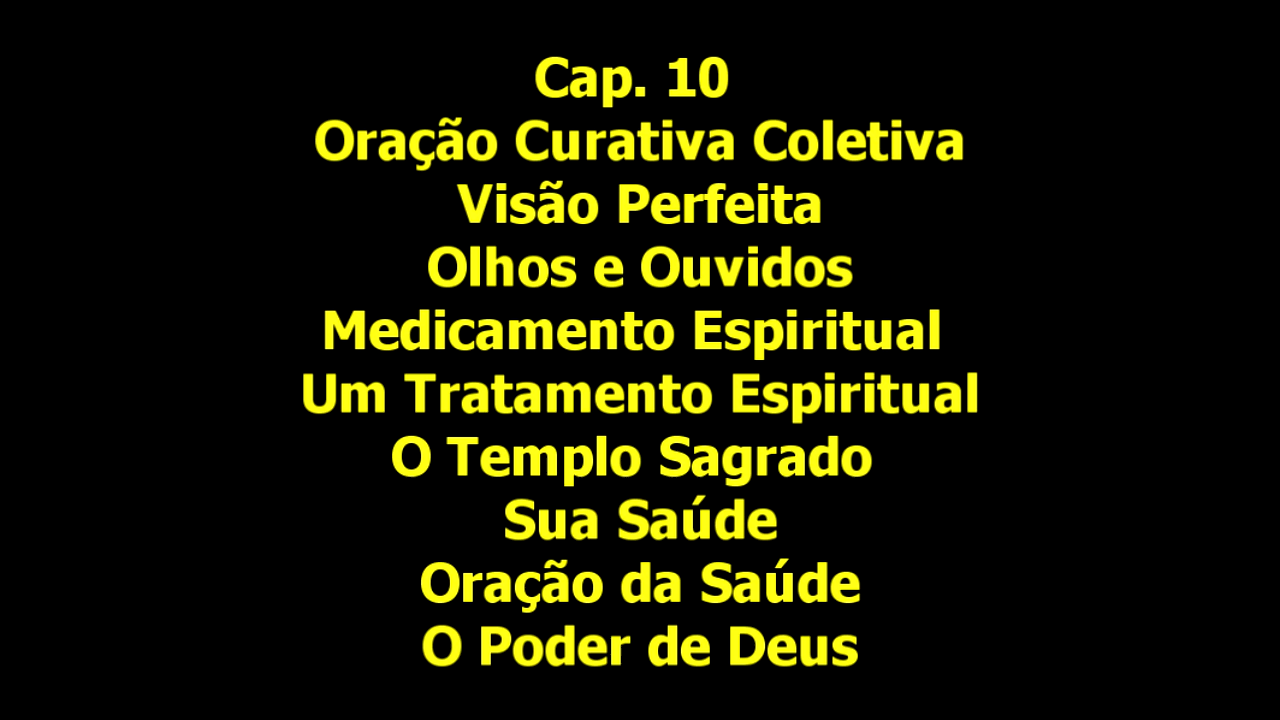 Cap. 10
Oração Curativa Coletiva
Visão Perfeita
Olhos e Ouvidos
Medicamento Espiritual
Um Tratamento Espiritual
O Templo Sagrado
Sua Saúde
Oração da Saúde
O Poder de Deus